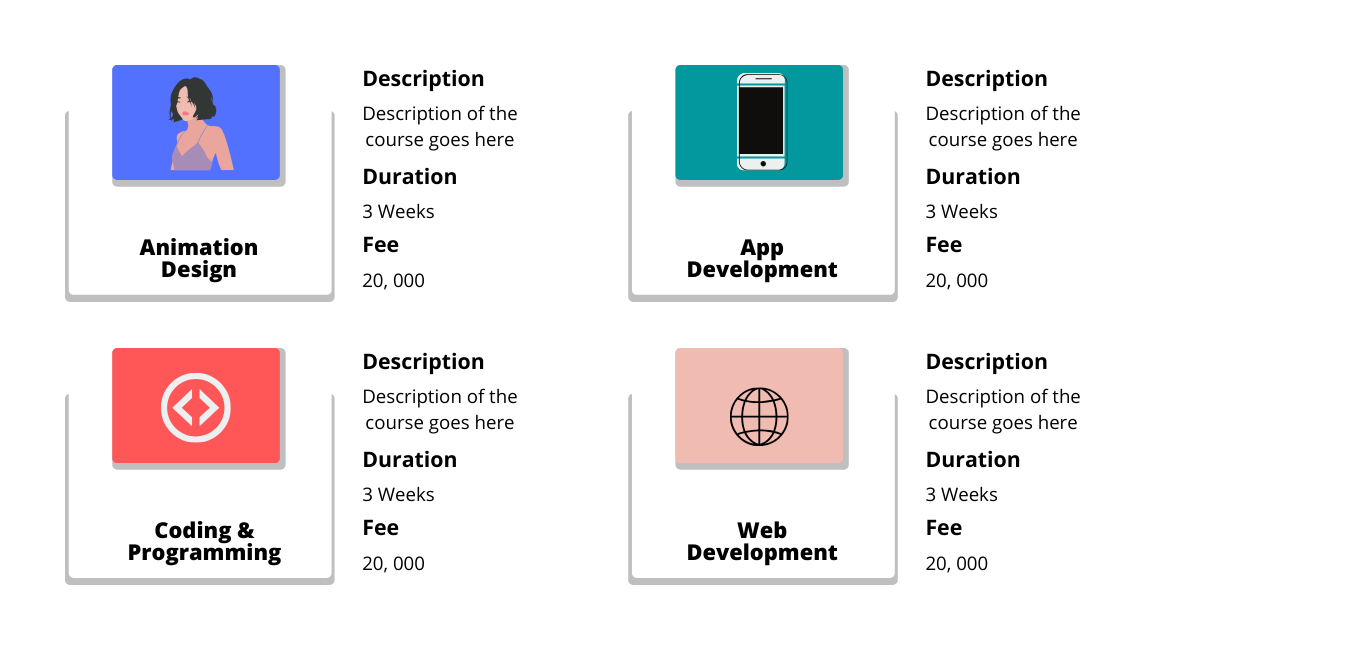 Animation
Design
Description
Description of the
course goes here
Duration
3 Weeks
Fee
20, 000
App
Development
Description
Description of the
course goes here
Duration
3 Weeks
Fee
20, 000
Coding &
Programming
Description
Description of the
course goes here
Duration
3 Weeks
Fee
20, 000
Web
Development
Description
Description of the
course goes here
Duration
3 Weeks
Fee
20, 000